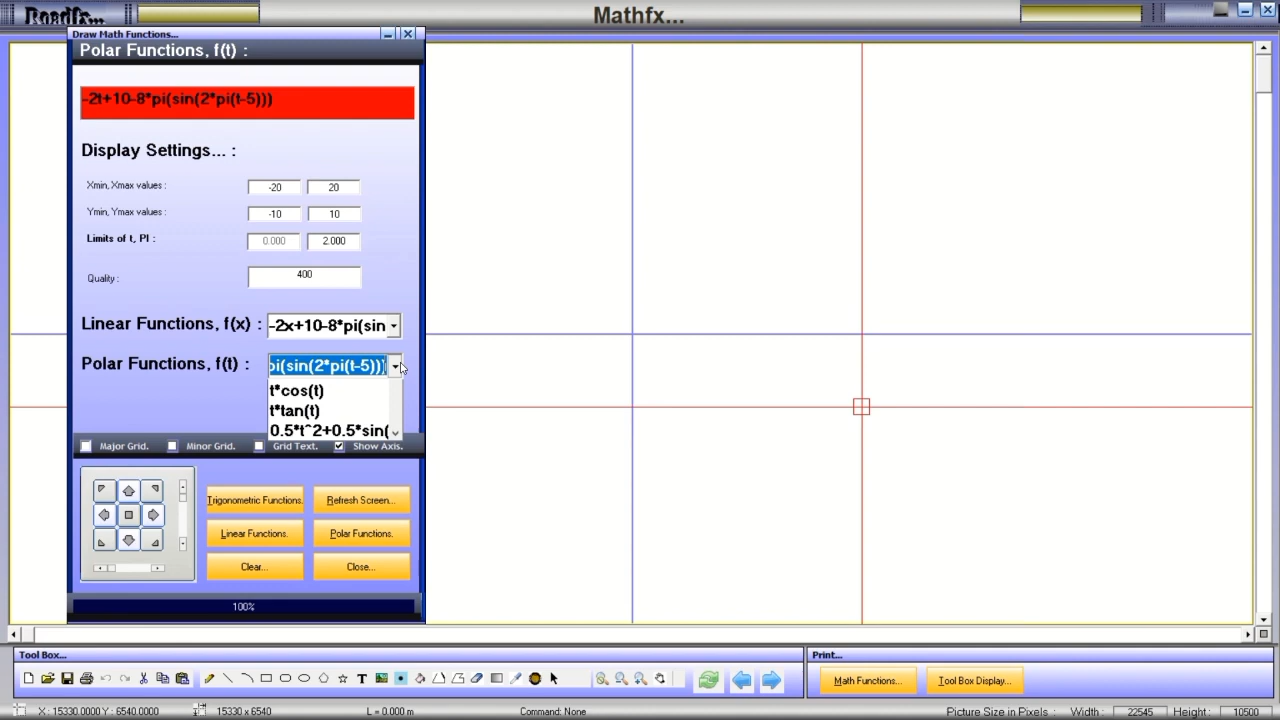 Roadfx...
Mathfx...
Draw Math Functions...
Polar Functions, f(t) :
-2t+10-8*pi(sin(2*pi(t-5)))
Display Settings... :
Xmin, Xmax values : -20 20
Ymin, Ymax values : -10 10
Limits of t, PI : 0.000 2.000
Quality : 400
Linear Functions, f(x) : -2x+10-8*pi(sin
Polar Functions, f(t) : pi(sin(2*pi(t-5)))
t*cos(t)
t*tan(t)
0.5*t^2+0.5*sin(
Major Grid. Minor Grid. Grid Text. Show Axis.
Trigonometric Functions. Refresh Screen...
Linear Functions. Polar Functions.
Clear... Close...
100%
Tool Box... Print...
T
Math Functions... Tool Box Display...
X : 15330.0000 Y : 6540.0000 15330 x 6540 L = 0.000 m Command: None Picture Size in Pixels : Width : 22545 Height: 10500